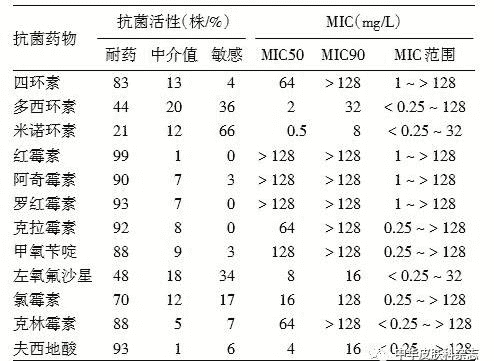 抗菌药物 抗菌活性(株/%) MIC(mg/L)
耐药 中介值 敏感 MIC50 MIC90 MIC 范围
四环素 83 13 4 64 >128 1~>128
多西环素 44 20 36 2 32 <0.25~128
米诺环素 21 12 66 0.5 8 <0.25~32
红霉素 99 1 0 >128 >128 1~>128
阿奇霉素 90 7 3 >128 >128 1~>128
罗红霉素 93 7 0 >128 >128 1~>128
克拉霉素 92 8 0 64 >128 0.25~>128
甲氧苄啶 88 9 3 128 >128 0.25~>128
左氧氟沙星 48 18 34 8 16 <0.25~32
氯霉素 70 12 17 16 128 0.25~>128
克林霉素 88 5 7 64 >128 <0.25~>128
夫西地酸 93 1 6 4 16 <0.25~>128
中华皮肤科杂志